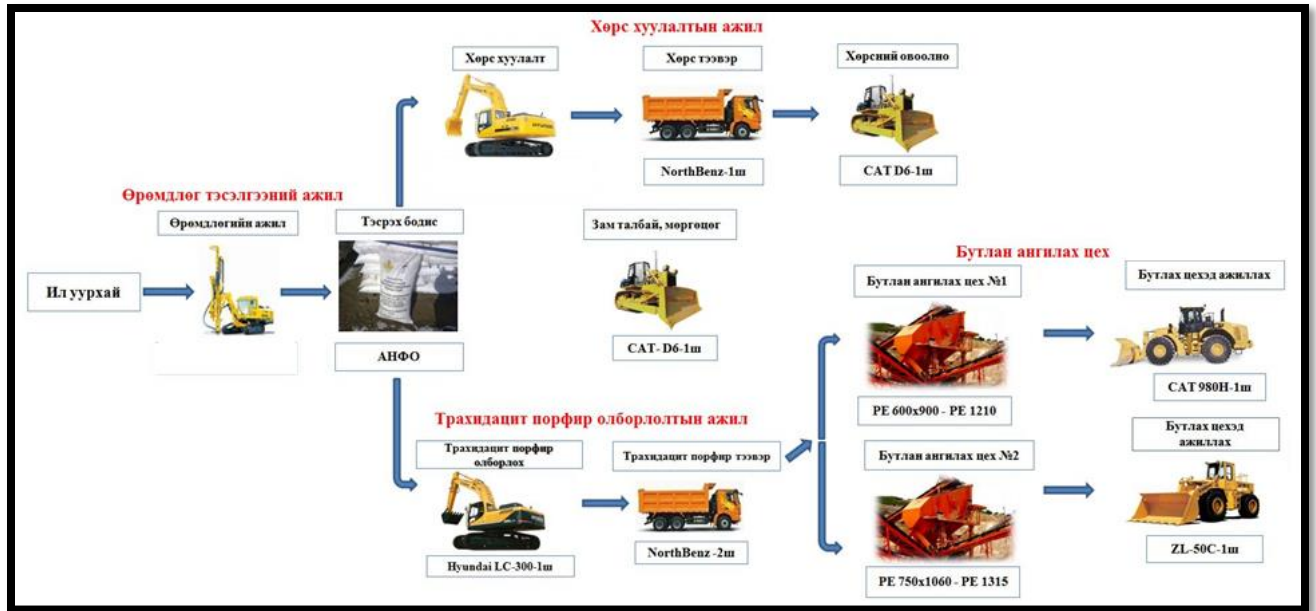 Хөрс хуулалтын ажил
Хөрс хуулалт
Хөрс тээвэр
Хөрсний овоолно
NorthBenz-1ш
CAT D6-1ш
Өрөмдлөг тэсэлгээний ажил
Өрөмдлөгийн ажил
Тэсрэх бодис
Ил уурхай
АНФО
Зам талбай, мөргөцөг
CAT- D6-1ш
Трахидацит порфир олборлолтын ажил
Трахидацит порфир
олборлох
Трахидацит порфир тээвэр
Hyundai LC-300-1ш
NorthBenz -2ш
Бутлан ангилах цех
Бутлан ангилах цех №1
Бутлах цехэд ажиллах
PE 600x900 - PE 1210
CAT 980H-1ш
Бутлан ангилах цех №2
Бутлах цехэд
ажиллах
PE 750x1060 - PE 1315
ZL-50C-1ш